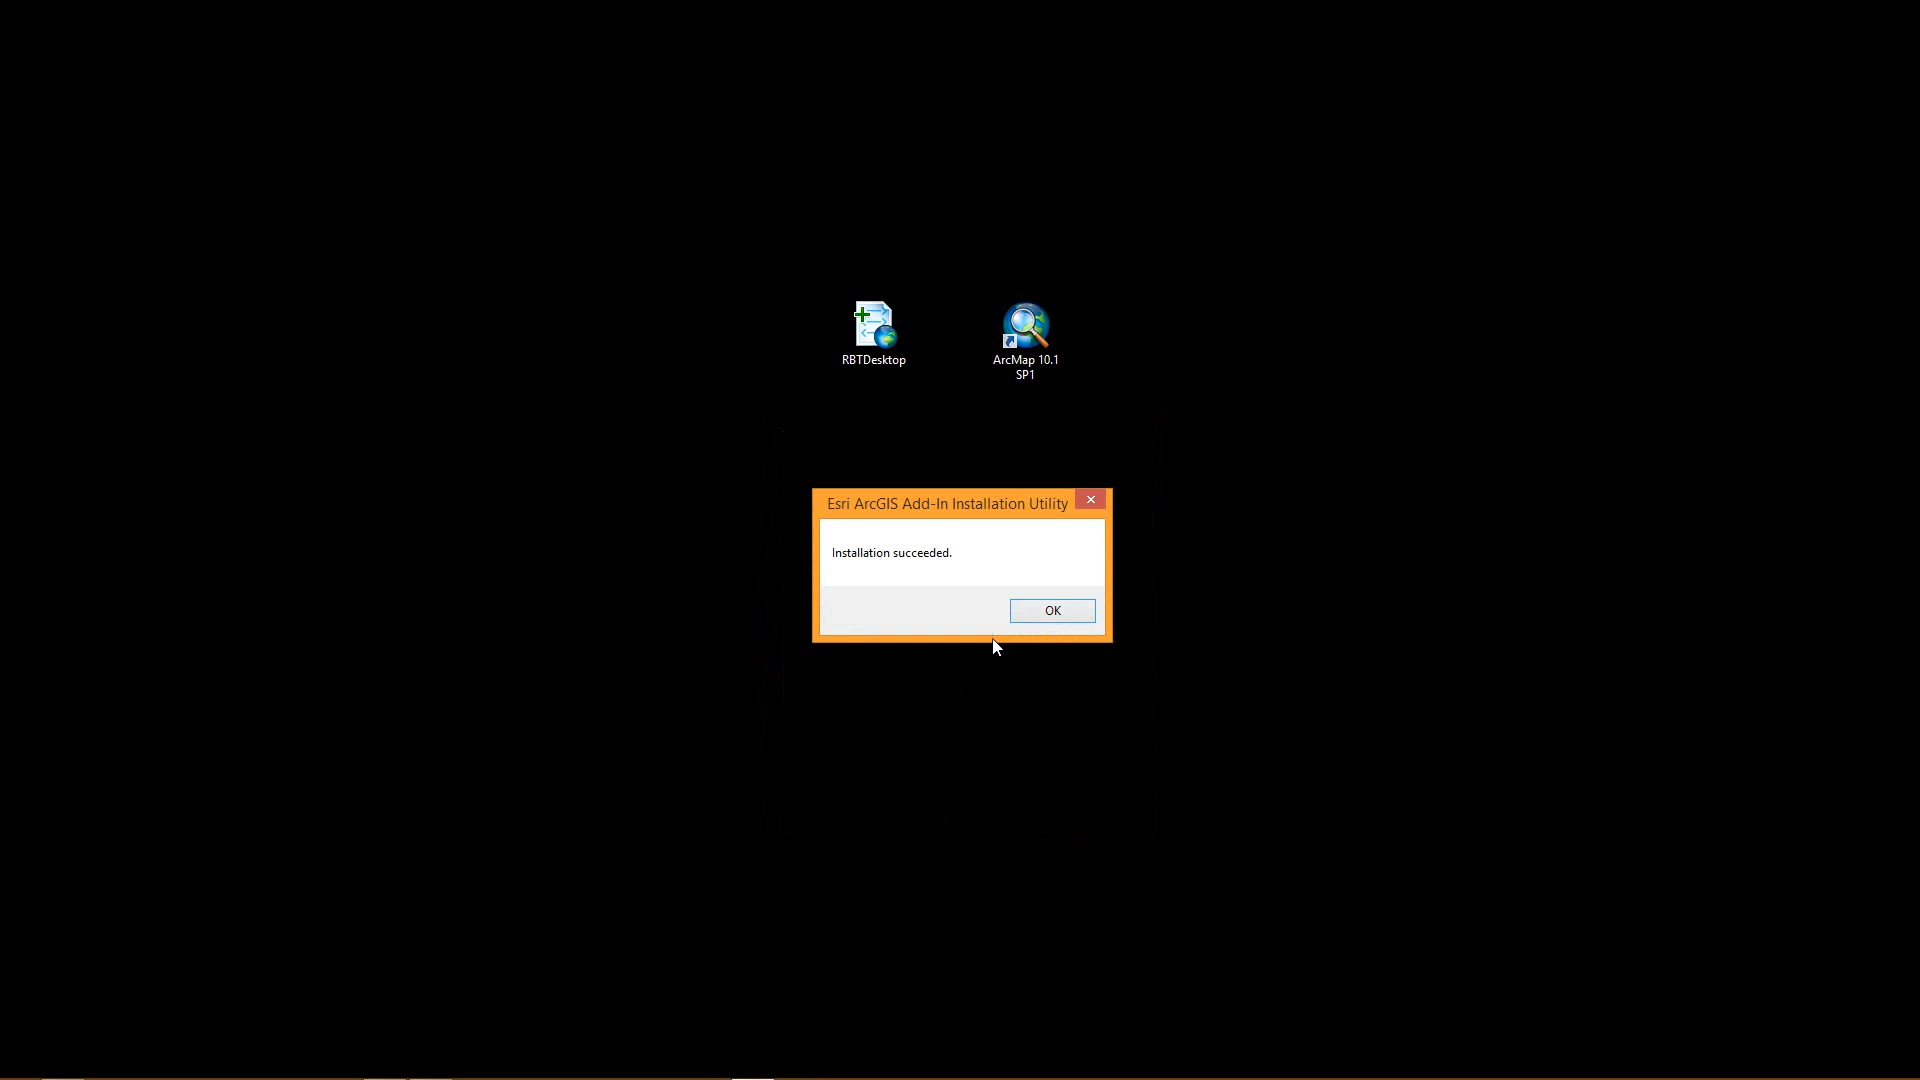 RBTDesktop
ArcMap 10.1
SP1
Esri ArcGIS Add-In Installation Utility
Installation succeeded.
OK